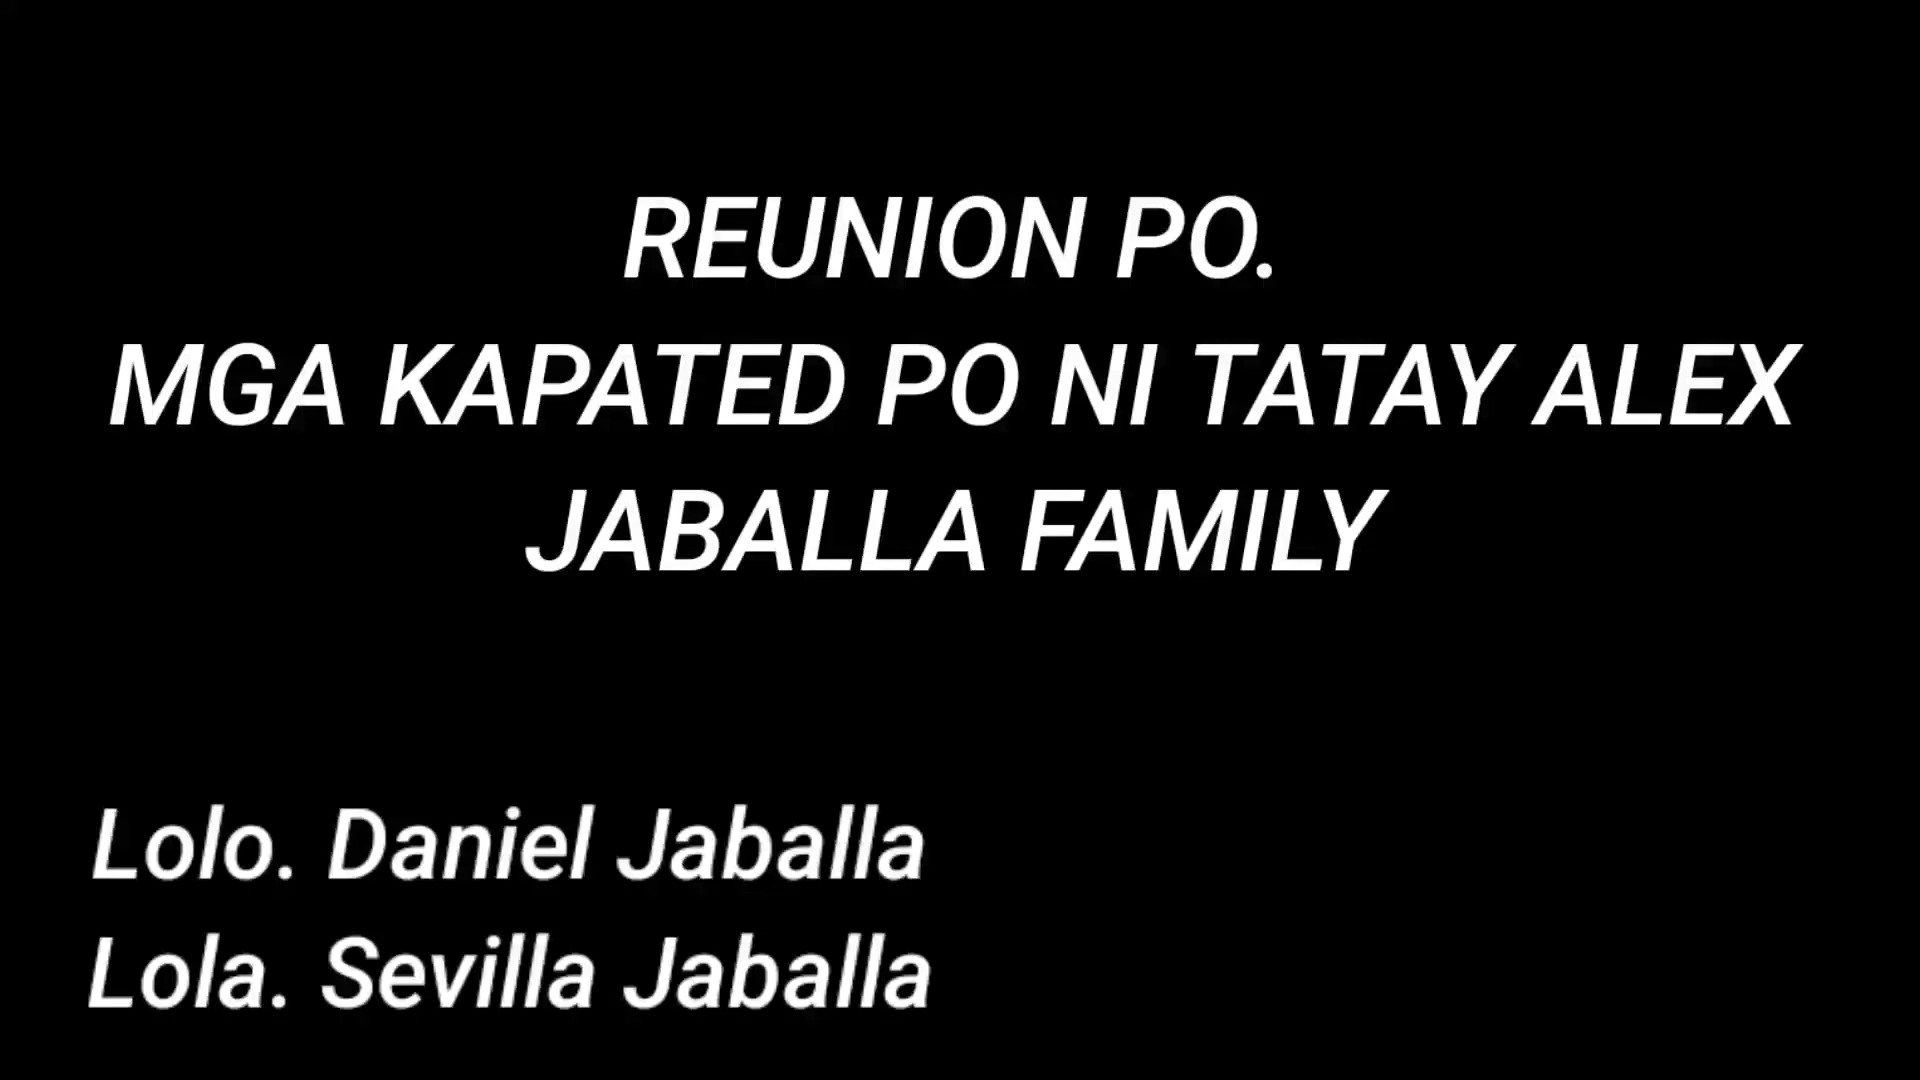 REUNION PO.
MGA KAPATED PO NI TATAY ALEX
JABALLA FAMILY
Lolo. Daniel Jaballa
Lola. Sevilla Jaballa